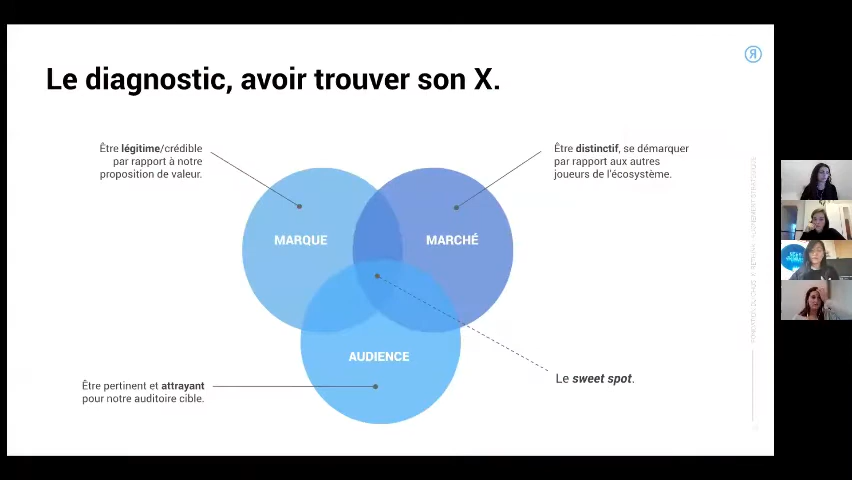 Le diagnostic, avoir trouver son X.
Être légitime/crédible
par rapport à notre
proposition de valeur.
Être distinctif, se démarquer
par rapport aux autres
joueurs de l'écosystème.
MARQUE
MARCHÉ
AUDIENCE
Être pertinent et attrayant
pour notre auditoire cible.
Le sweet spot.